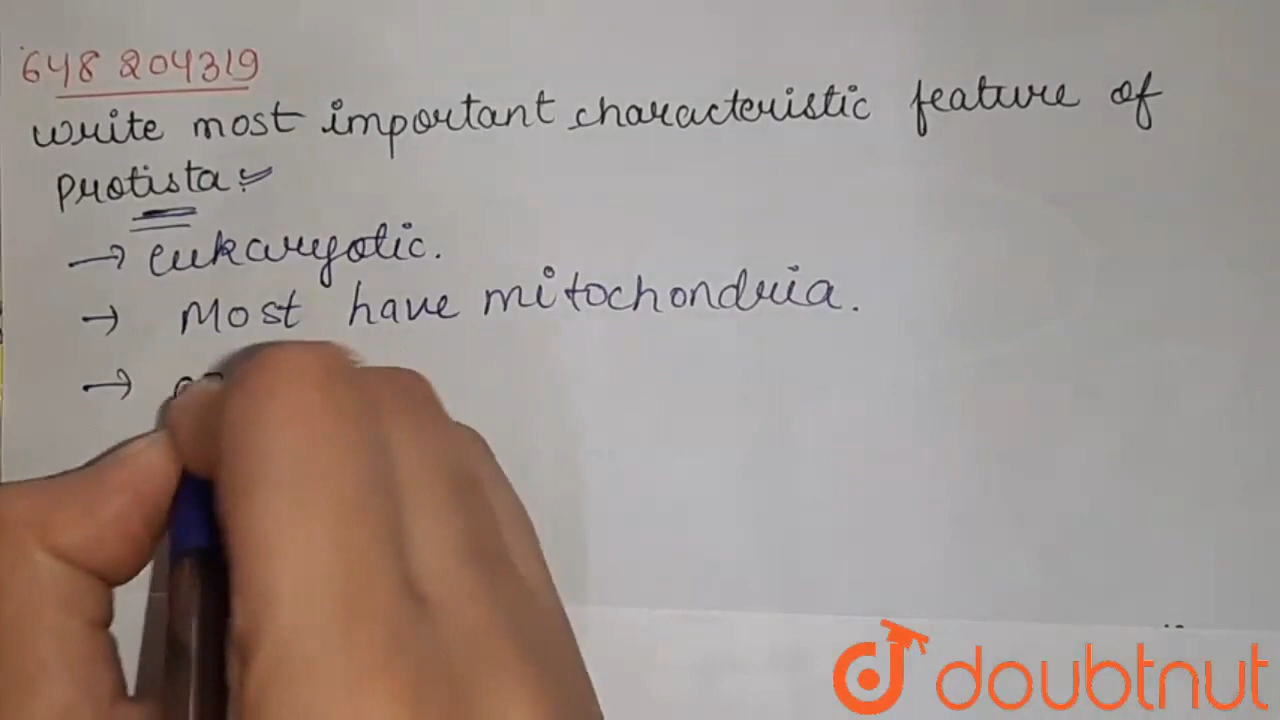 648 204319
write most important characteristic feature of
Protista:
→ eukaryotic.
→ Most have mitochondria.
→
doubtnut